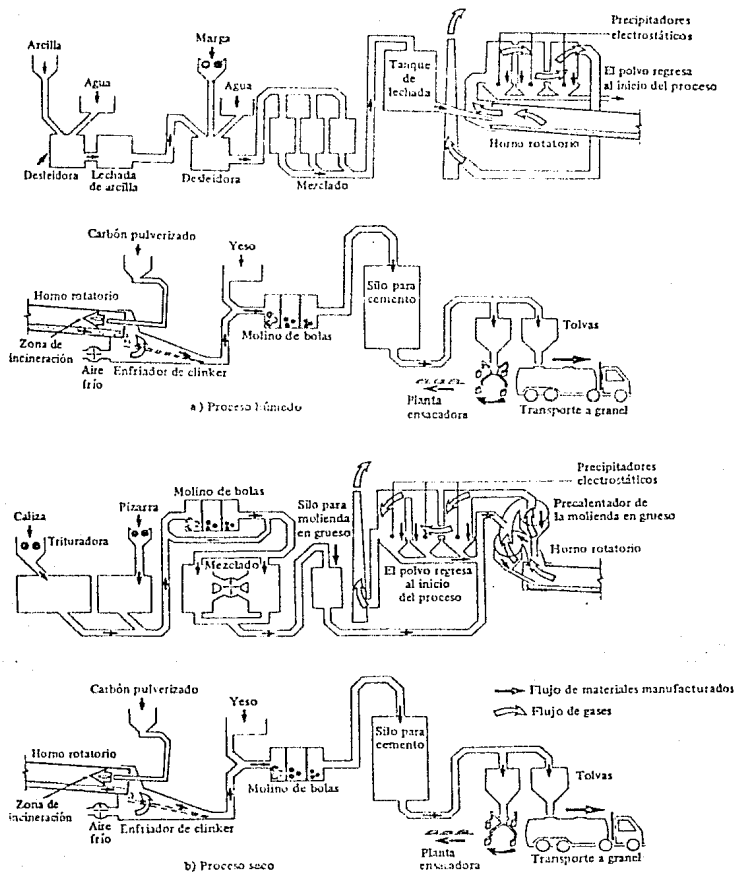 Arcilla
Agua
Desleidora
Lechada
de arcilla
Marga
Agua
Desleidora
Mezclado
Tanque
de
lechada
Precipitadores
electrostáticos
El polvo regresa
al inicio del proceso
Horno rotatorio
Carbón pulverizado
Yeso
Horno rotatorio
Zona de
incineración
Aire
frío
Enfriador de clinker
Molino de bolas
Silo para
cemento
Tolvas
Planta
ensacadora
Transporte a granel
a) Proceso húmedo
Caliza
Trituradora
Pizarra
Molino de bolas
Mezclado
Silo para
molienda
en grueso
Precipitadores
electrostáticos
El polvo regresa
al inicio
del proceso
Precalentador de
la molienda en grueso
Horno rotatorio
Carbón pulverizado
Yeso
Horno rotatorio
Zona de
incineración
Aire
frío
Enfriador de clinker
Molino de bolas
Silo para
cemento
Flujo de materiales manufacturados
Flujo de gases
Tolvas
Planta
ensacadora
Transporte a granel
b) Proceso seco